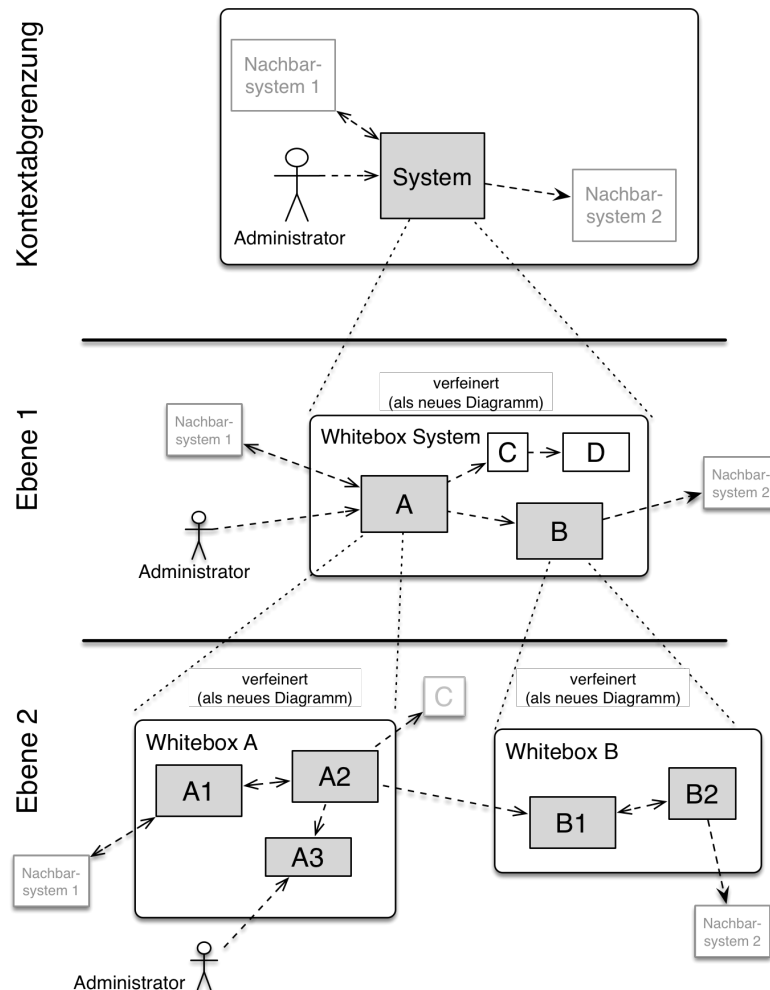 Kontextabgrenzung
Nachbar-
system 1
System
Administrator
Nachbar-
system 2
Ebene 1
verfeinert
(als neues Diagramm)
Nachbar-
system 1
Whitebox System
C
D
A
B
Nachbar-
system 2
Administrator
Ebene 2
verfeinert
(als neues Diagramm)
C
verfeinert
(als neues Diagramm)
Whitebox A
A1
A2
A3
Whitebox B
B1
B2
Nachbar-
system 1
Administrator
Nachbar-
system 2